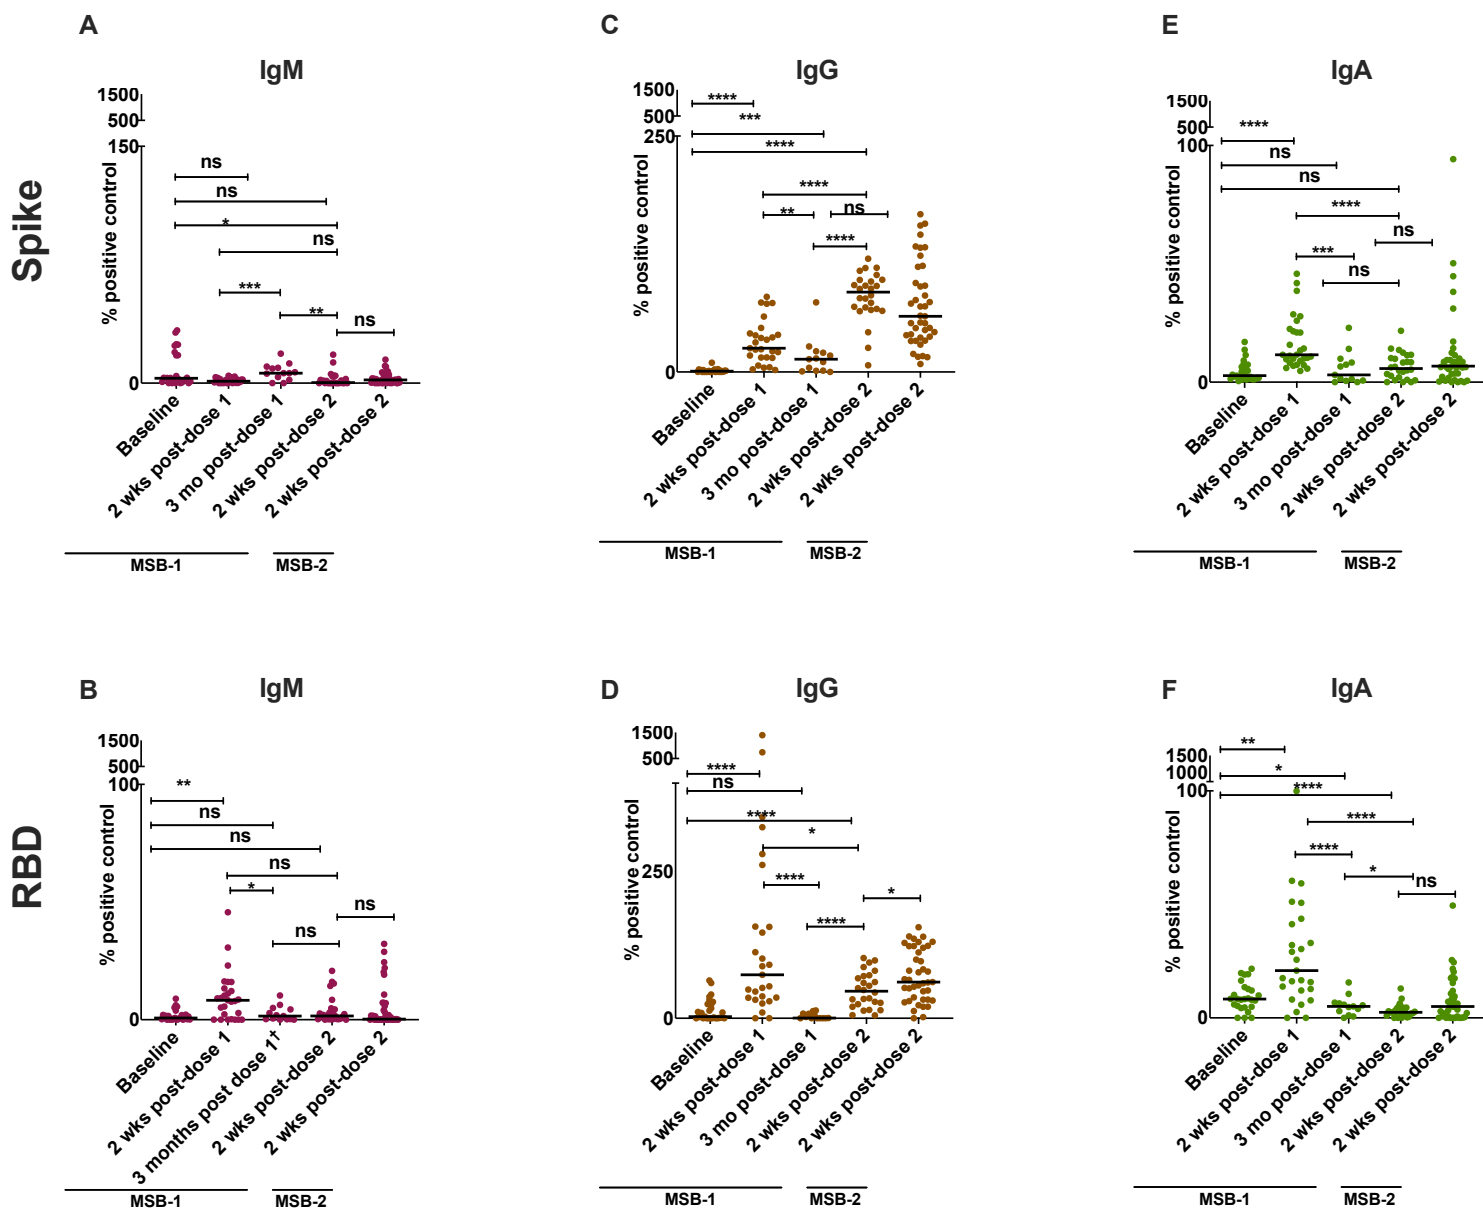 A
IgM
Spike
% positive control
1500
500
150
0
ns
ns
*
ns
***
**
ns
Baseline
2 wks post-dose 1
3 mo post-dose 1
2 wks post-dose 2
2 wks post-dose 2
MSB-1
MSB-2
C
IgG
% positive control
1500
500
250
0
****
***
****
****
**
ns
****
Baseline
2 wks post-dose 1
3 mo post-dose 1
2 wks post-dose 2
2 wks post-dose 2
MSB-1
MSB-2
E
IgA
% positive control
1500
500
100
0
****
ns
ns
****
ns
***
ns
Baseline
2 wks post-dose 1
3 mo post-dose 1
2 wks post-dose 2
2 wks post-dose 2
MSB-1
MSB-2
B
IgM
RBD
% positive control
1500
500
100
0
**
ns
ns
ns
*
ns
ns
Baseline
2 wks post-dose 1
3 months post dose 1†
2 wks post-dose 2
2 wks post-dose 2
MSB-1
MSB-2
D
IgG
% positive control
1500
500
250
0
****
ns
****
*
****
*
****
Baseline
2 wks post-dose 1
3 mo post-dose 1
2 wks post-dose 2
2 wks post-dose 2
MSB-1
MSB-2
F
IgA
% positive control
1500
1000
100
0
**
*
****
****
****
*
ns
Baseline
2 wks post-dose 1
3 mo post-dose 1
2 wks post-dose 2
2 wks post-dose 2
MSB-1
MSB-2